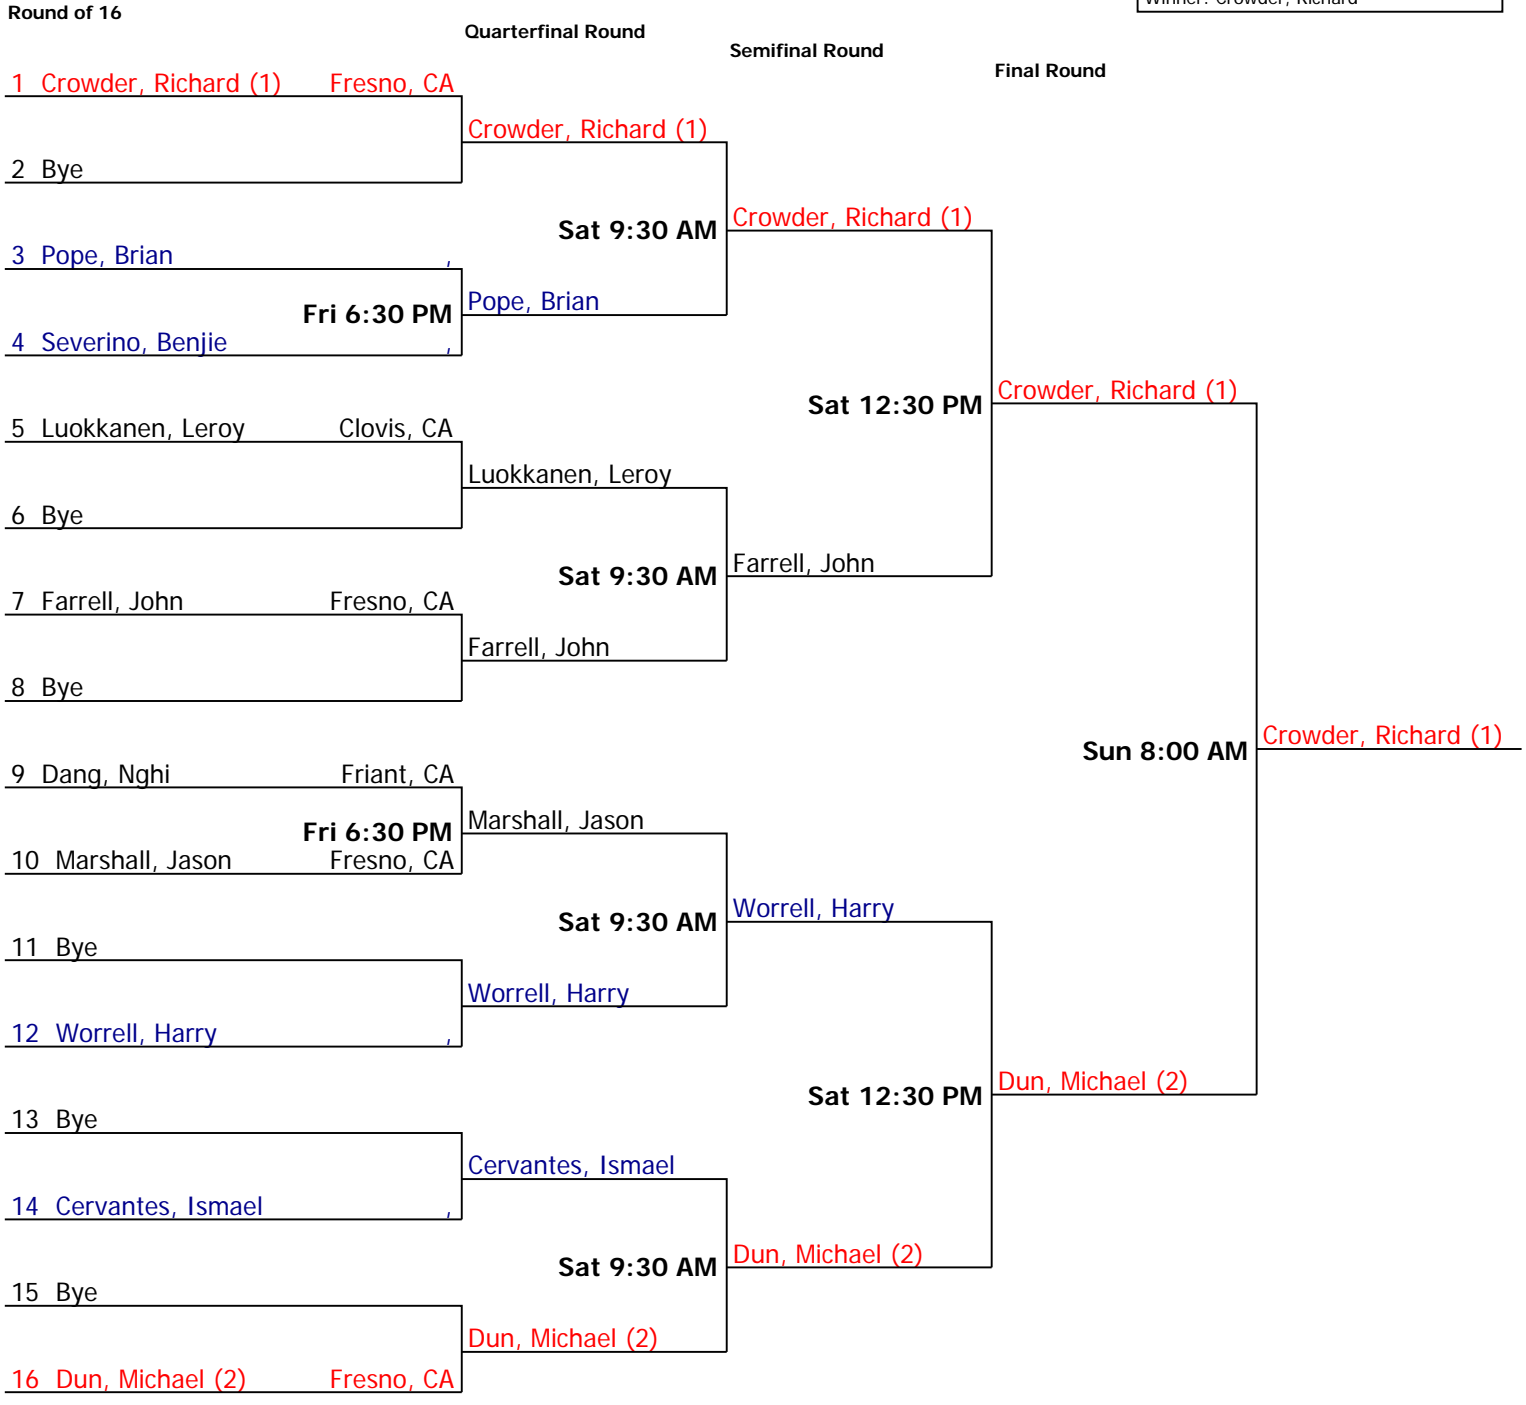 Winner: Crowder, Richard
Round of 16
Quarterfinal Round
Semifinal Round
Final Round
1 Crowder, Richard (1) Fresno, CA
Crowder, Richard (1)
2 Bye
Sat 9:30 AM Crowder, Richard (1)
3 Pope, Brian ,
Fri 6:30 PM Pope, Brian
4 Severino, Benjie ,
Sat 12:30 PM Crowder, Richard (1)
5 Luokkanen, Leroy Clovis, CA
Luokkanen, Leroy
6 Bye
Sat 9:30 AM Farrell, John
7 Farrell, John Fresno, CA
Farrell, John
8 Bye
Sun 8:00 AM Crowder, Richard (1)
9 Dang, Nghi Friant, CA
Fri 6:30 PM Marshall, Jason
10 Marshall, Jason Fresno, CA
Sat 9:30 AM Worrell, Harry
11 Bye
Worrell, Harry
12 Worrell, Harry ,
Sat 12:30 PM Dun, Michael (2)
13 Bye
Cervantes, Ismael
14 Cervantes, Ismael ,
Sat 9:30 AM Dun, Michael (2)
15 Bye
Dun, Michael (2)
16 Dun, Michael (2) Fresno, CA